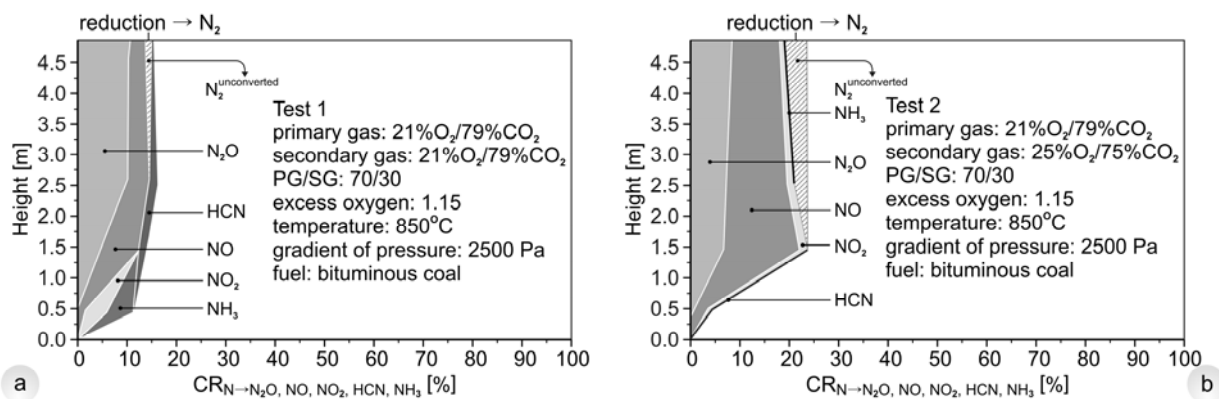 reduction → N₂
4.5
4.0
3.5
3.0
2.5
2.0
1.5
1.0
0.5
0.0
Height [m]
N₂ᵘⁿᶜᵒⁿᵛᵉʳᵗᵉᵈ
N₂O
HCN
NO
NO₂
NH₃
Test 1
primary gas: 21%O₂/79%CO₂
secondary gas: 21%O₂/79%CO₂
PG/SG: 70/30
excess oxygen: 1.15
temperature: 850°C
gradient of pressure: 2500 Pa
fuel: bituminous coal
0 10 20 30 40 50 60 70 80 90 100
CR N→N₂O, NO, NO₂, HCN, NH₃ [%]
a
reduction → N₂
4.5
4.0
3.5
3.0
2.5
2.0
1.5
1.0
0.5
0.0
Height [m]
N₂ᵘⁿᶜᵒⁿᵛᵉʳᵗᵉᵈ
NH₃
N₂O
NO
NO₂
HCN
Test 2
primary gas: 21%O₂/79%CO₂
secondary gas: 25%O₂/75%CO₂
PG/SG: 70/30
excess oxygen: 1.15
temperature: 850°C
gradient of pressure: 2500 Pa
fuel: bituminous coal
0 10 20 30 40 50 60 70 80 90 100
CR N→N₂O, NO, NO₂, HCN, NH₃ [%]
b